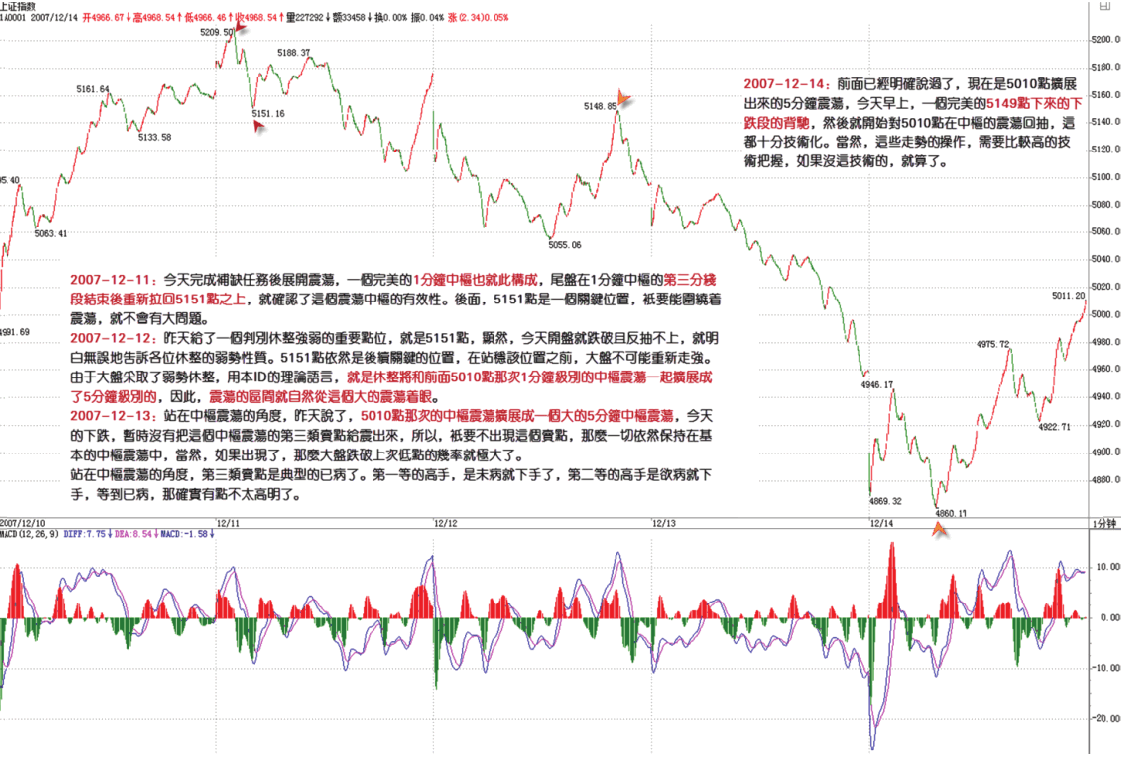 上证指数
1A0001 2007/12/14 开4966.67↓高4968.54↑低4966.46↑收4968.54↑量227292↓额33458↓换0.00% 振0.04% 涨(2.34)0.05%
5209.50
5188.37
5161.64
5151.16
5133.58
5148.85
95.40
5063.41
5055.06
4991.69
2007-12-14：前面已經明確說過了，現在是5010點擴展
出來的5分鐘震蕩，今天早上，一個完美的5149點下來的下
跌段的背馳，然後就開始對5010點在中樞的震蕩回抽，這
都十分技術化。當然，這些走勢的操作，需要比較高的技
術把握，如果沒這技術的，就算了。
2007-12-11：今天完成補缺任務後展開震蕩，一個完美的1分鐘中樞也就此構成，尾盤在1分鐘中樞的第三分綫
段結束後重新拉回5151點之上，就確認了這個震蕩中樞的有效性。後面，5151點是一個關鍵位置，衹要能圍繞着
震蕩，就不會有大問題。
2007-12-12：昨天給了一個判別休整強弱的重要點位，就是5151點，顯然，今天開盤就跌破且反抽不上，就明
白無誤地告訴各位休整的弱勢性質。5151點依然是後續關鍵的位置，在站穩該位置之前，大盤不可能重新走強。
由于大盤采取了弱勢休整，用本ID的理論語言，就是休整將和前面5010點那次1分鐘級別的中樞震蕩一起擴展成
了5分鐘級別的，因此，震蕩的區間就自然從這個大的震蕩着眼。
2007-12-13：站在中樞震蕩的角度，昨天說了，5010點那次的中樞震蕩擴展成一個大的5分鐘中樞震蕩，今天
的下跌，暫時沒有把這個中樞震蕩的第三類賣點給震出來，所以，衹要不出現這個賣點，那麼一切依然保持在基
本的中樞震蕩中，當然，如果出現了，那麼大盤跌破上次低點的幾率就極大了。
站在中樞震蕩的角度，第三類賣點是典型的已病了。第一等的高手，是未病就下手了，第二等的高手是欲病就下
手，等到已病，那確實有點不太高明了。
5011.20
4975.72
4946.17
4922.71
4869.32
4860.11
5200.00
5180.00
5160.00
5140.00
5120.00
5100.00
5080.00
5060.00
5040.00
5020.00
5000.00
4980.00
4960.00
4940.00
4920.00
4900.00
4880.00
2007/12/10
12/11
12/12
12/13
12/14
1分钟
MACD(12,26,9) DIFF:7.75↓DEA:8.54↓MACD:-1.58↓
10.00
0.00
-10.00
-20.00